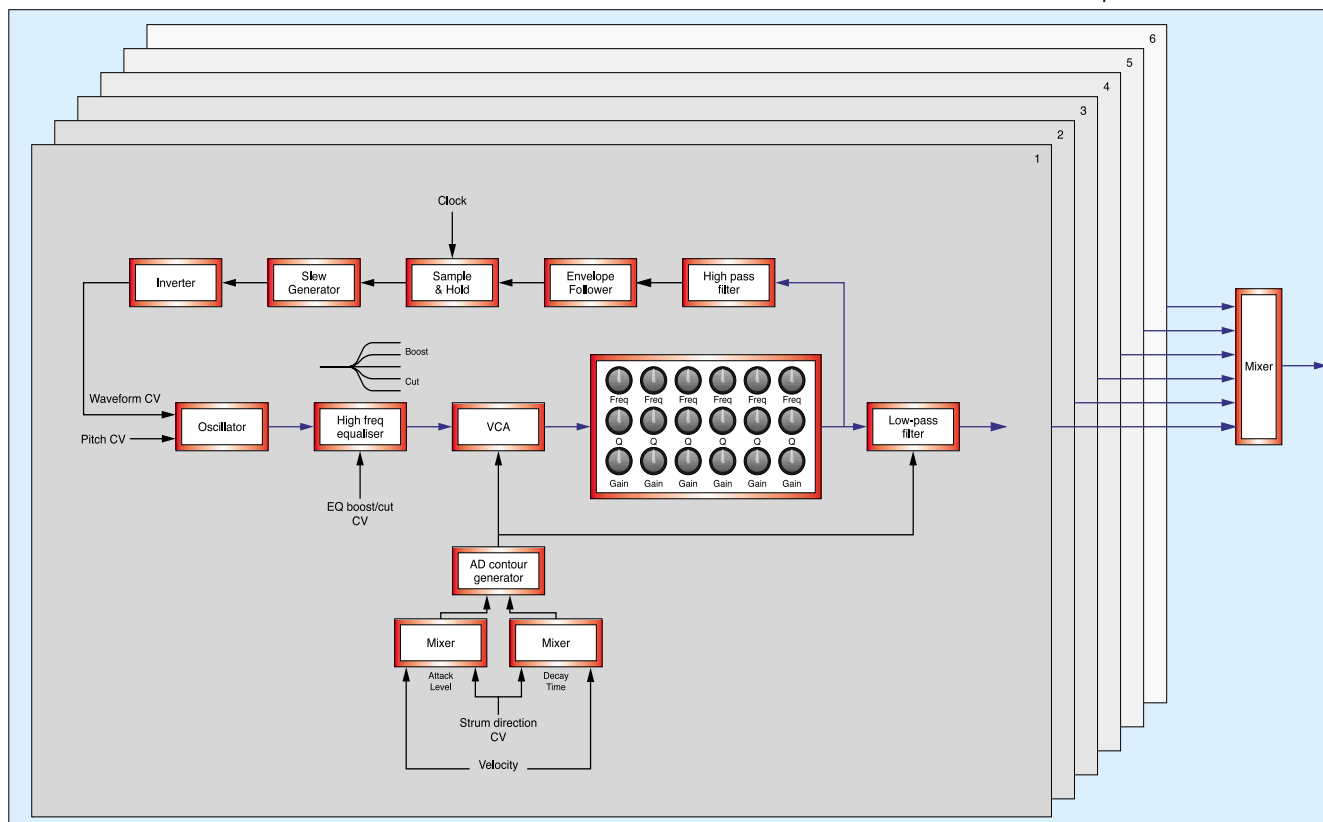 6
5
4
3
2
1
Clock
Inverter
Slew
Generator
Sample
& Hold
Envelope
Follower
High pass
filter
Boost
Cut
Waveform CV
Pitch CV
Oscillator
High freq
equaliser
VCA
Freq Freq Freq Freq Freq Freq
Q Q Q Q Q Q
Gain Gain Gain Gain Gain Gain
Low-pass
filter
Mixer
EQ boost/cut
CV
AD contour
generator
Mixer
Mixer
Attack
Level
Decay
Time
Strum direction
CV
Velocity